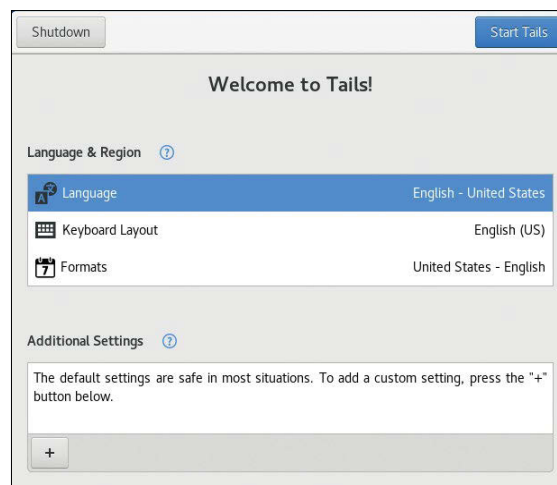 Shutdown
Start Tails
Welcome to Tails!
Language & Region ?
Language English - United States
Keyboard Layout English (US)
7 Formats United States - English
Additional Settings ?
The default settings are safe in most situations. To add a custom setting, press the "+"
button below.
+